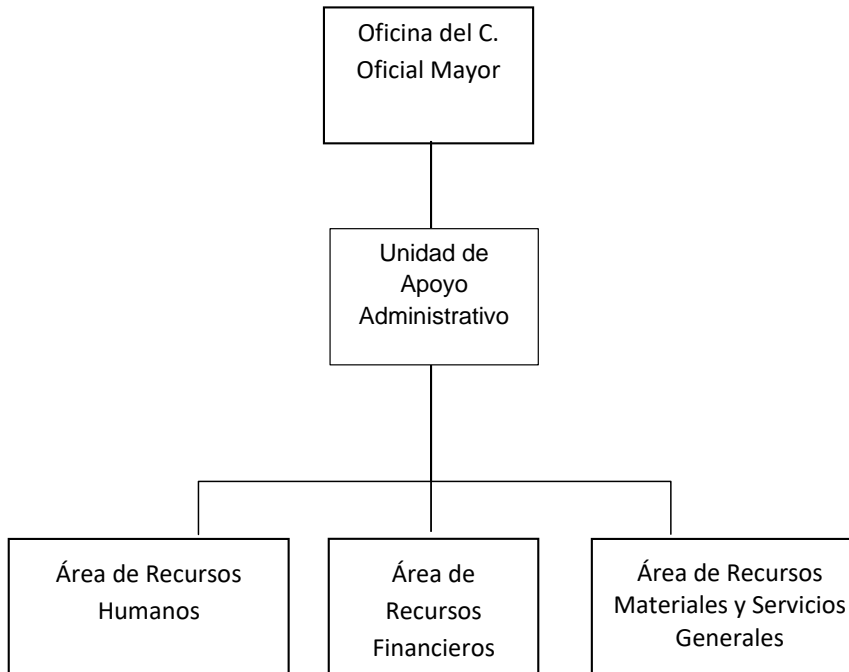 Oficina del C.
Oficial Mayor
Unidad de
Apoyo
Administrativo
Área de Recursos
Humanos
Área de
Recursos
Financieros
Área de Recursos
Materiales y Servicios
Generales